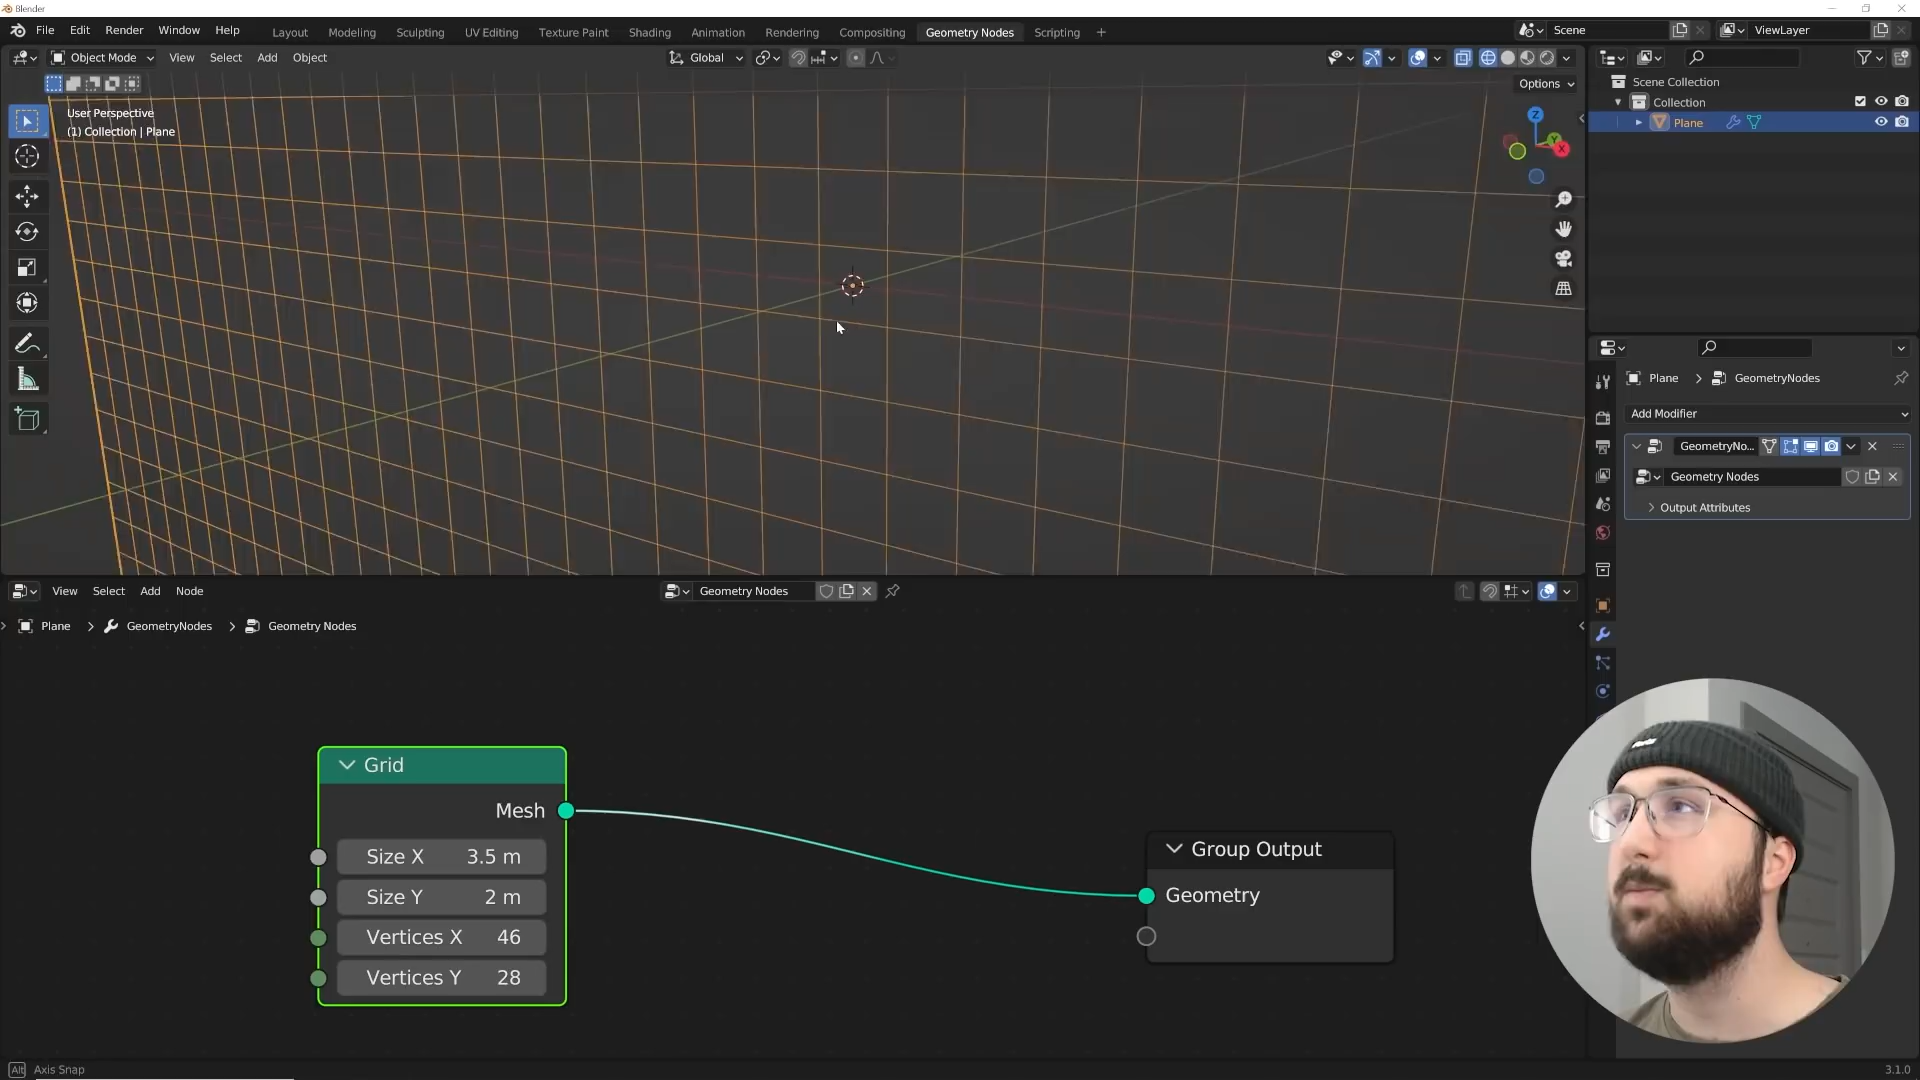 Blender
File Edit Render Window Help
Layout Modeling Sculpting UV Editing Texture Paint Shading Animation Rendering Compositing Geometry Nodes Scripting
Scene
ViewLayer
Object Mode View Select Add Object
Global
Options
User Perspective
(1) Collection | Plane
Z
Y
X
Scene Collection
Collection
Plane
Plane GeometryNodes
Add Modifier
GeometryNo...
Geometry Nodes
Output Attributes
View Select Add Node
Geometry Nodes
Plane > GeometryNodes > Geometry Nodes
Grid
Mesh
Size X 3.5 m
Size Y 2 m
Vertices X 46
Vertices Y 28
Group Output
Geometry
Alt Axis Snap
3.1.0